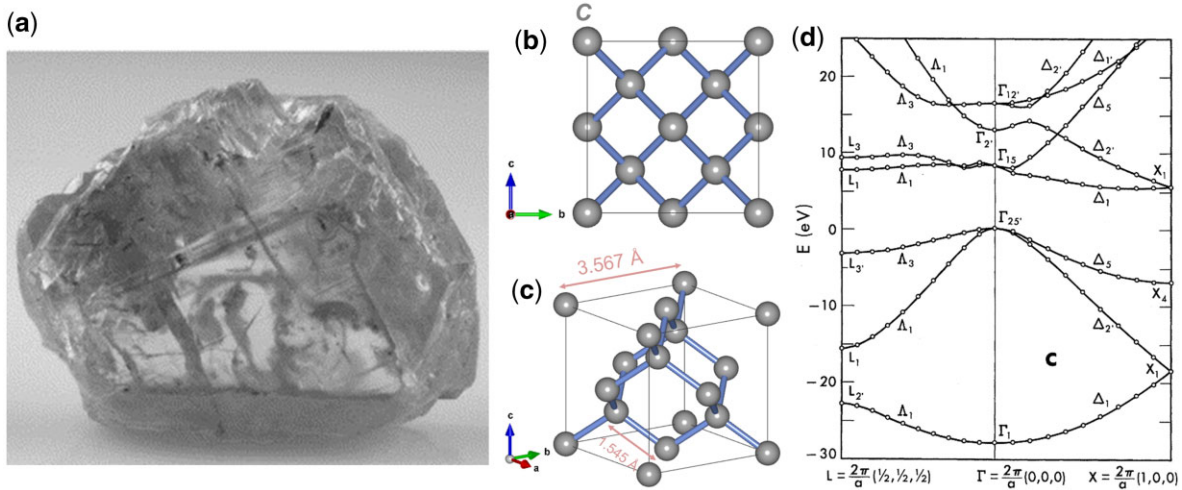 (a)
(b)
C
c
a
b
(c)
3.567 Å
1.545 Å
c
b
a
(d)
E (eV)
20
10
0
−10
−20
−30
Λ₁
Λ₃
Γ₁₂'
Δ₂'
Δ₁'
Δ₅
L₃
Λ₃
Γ₂'
Δ₂'
L₁
Λ₁
Γ₁₅
X₁
Δ₁
Γ₂₅'
L₃'
Λ₃
Δ₅
X₄
L₁
Λ₁
Δ₂'
C
X₁
L₂'
Λ₁
Γ₁
Δ₁
L = 2π/a (½,½,½)
Γ = 2π/a (0,0,0)
X = 2π/a (1,0,0)